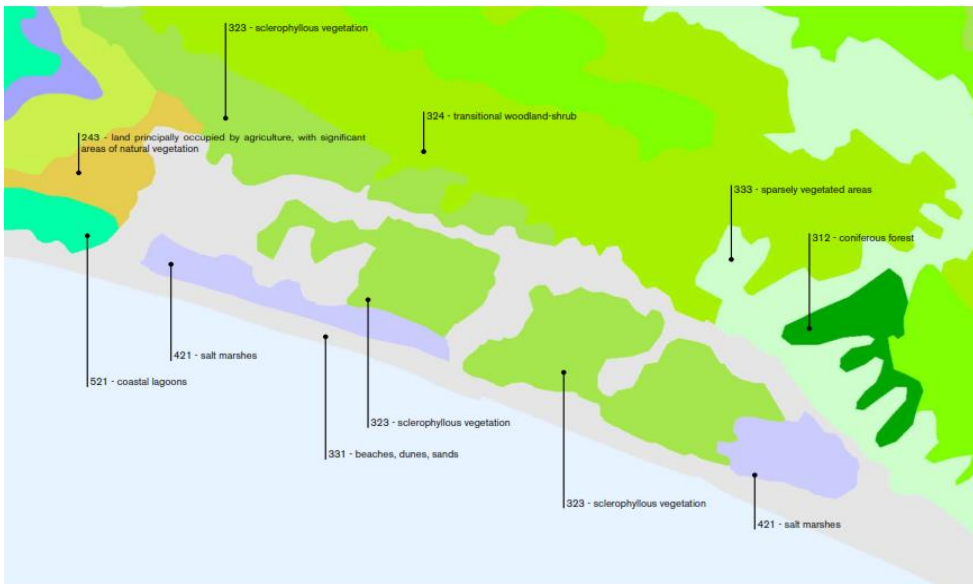 323 - sclerophyllous vegetation
324 - transitional woodland-shrub
243 - land principally occupied by agriculture, with significant
areas of natural vegetation
333 - sparsely vegetated areas
312 - coniferous forest
421 - salt marshes
521 - coastal lagoons
323 - sclerophyllous vegetation
331 - beaches, dunes, sands
323 - sclerophyllous vegetation
421 - salt marshes